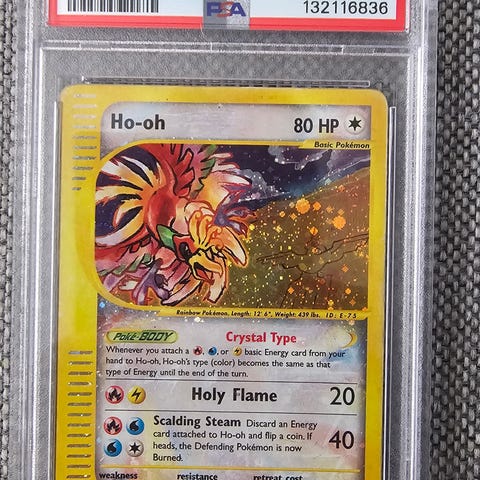 PSA 132116836
Ho-oh 80 HP
Basic Pokémon
Rainbow Pokémon. Length: 12' 6", Weight: 439 lbs. ID: E-75
Poké-BODY Crystal Type
Whenever you attach a , , or basic Energy card from your
hand to Ho-oh, Ho-oh's type (color) becomes the same as that
type of Energy until the end of the turn.
Holy Flame 20
Scalding Steam Discard an Energy
card attached to Ho-oh and flip a coin. If
heads, the Defending Pokémon is now
Burned.
40
weakness resistance retreat cost